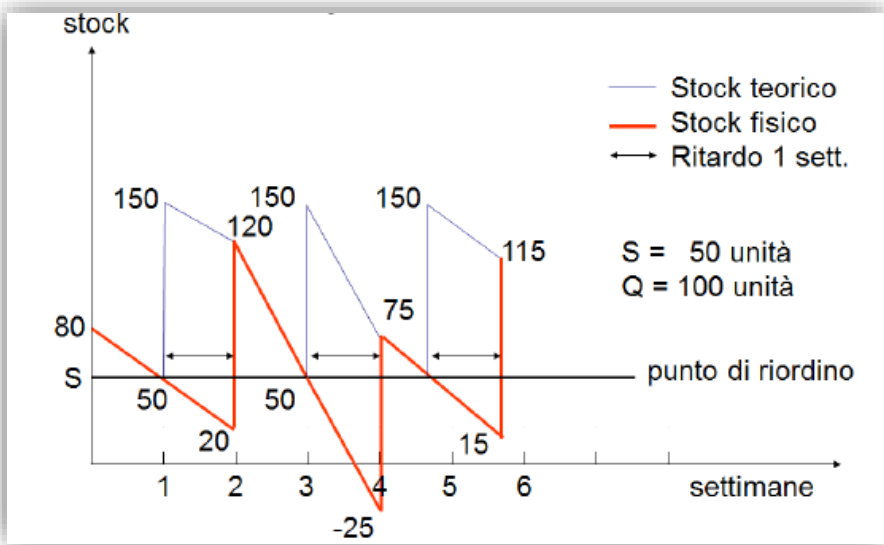 stock
Stock teorico
Stock fisico
Ritardo 1 sett.
150
120
150
75
150
115
S = 50 unità
Q = 100 unità
80
S
punto di riordino
50
20
50
-25
15
1 2 3 4 5 6 settimane